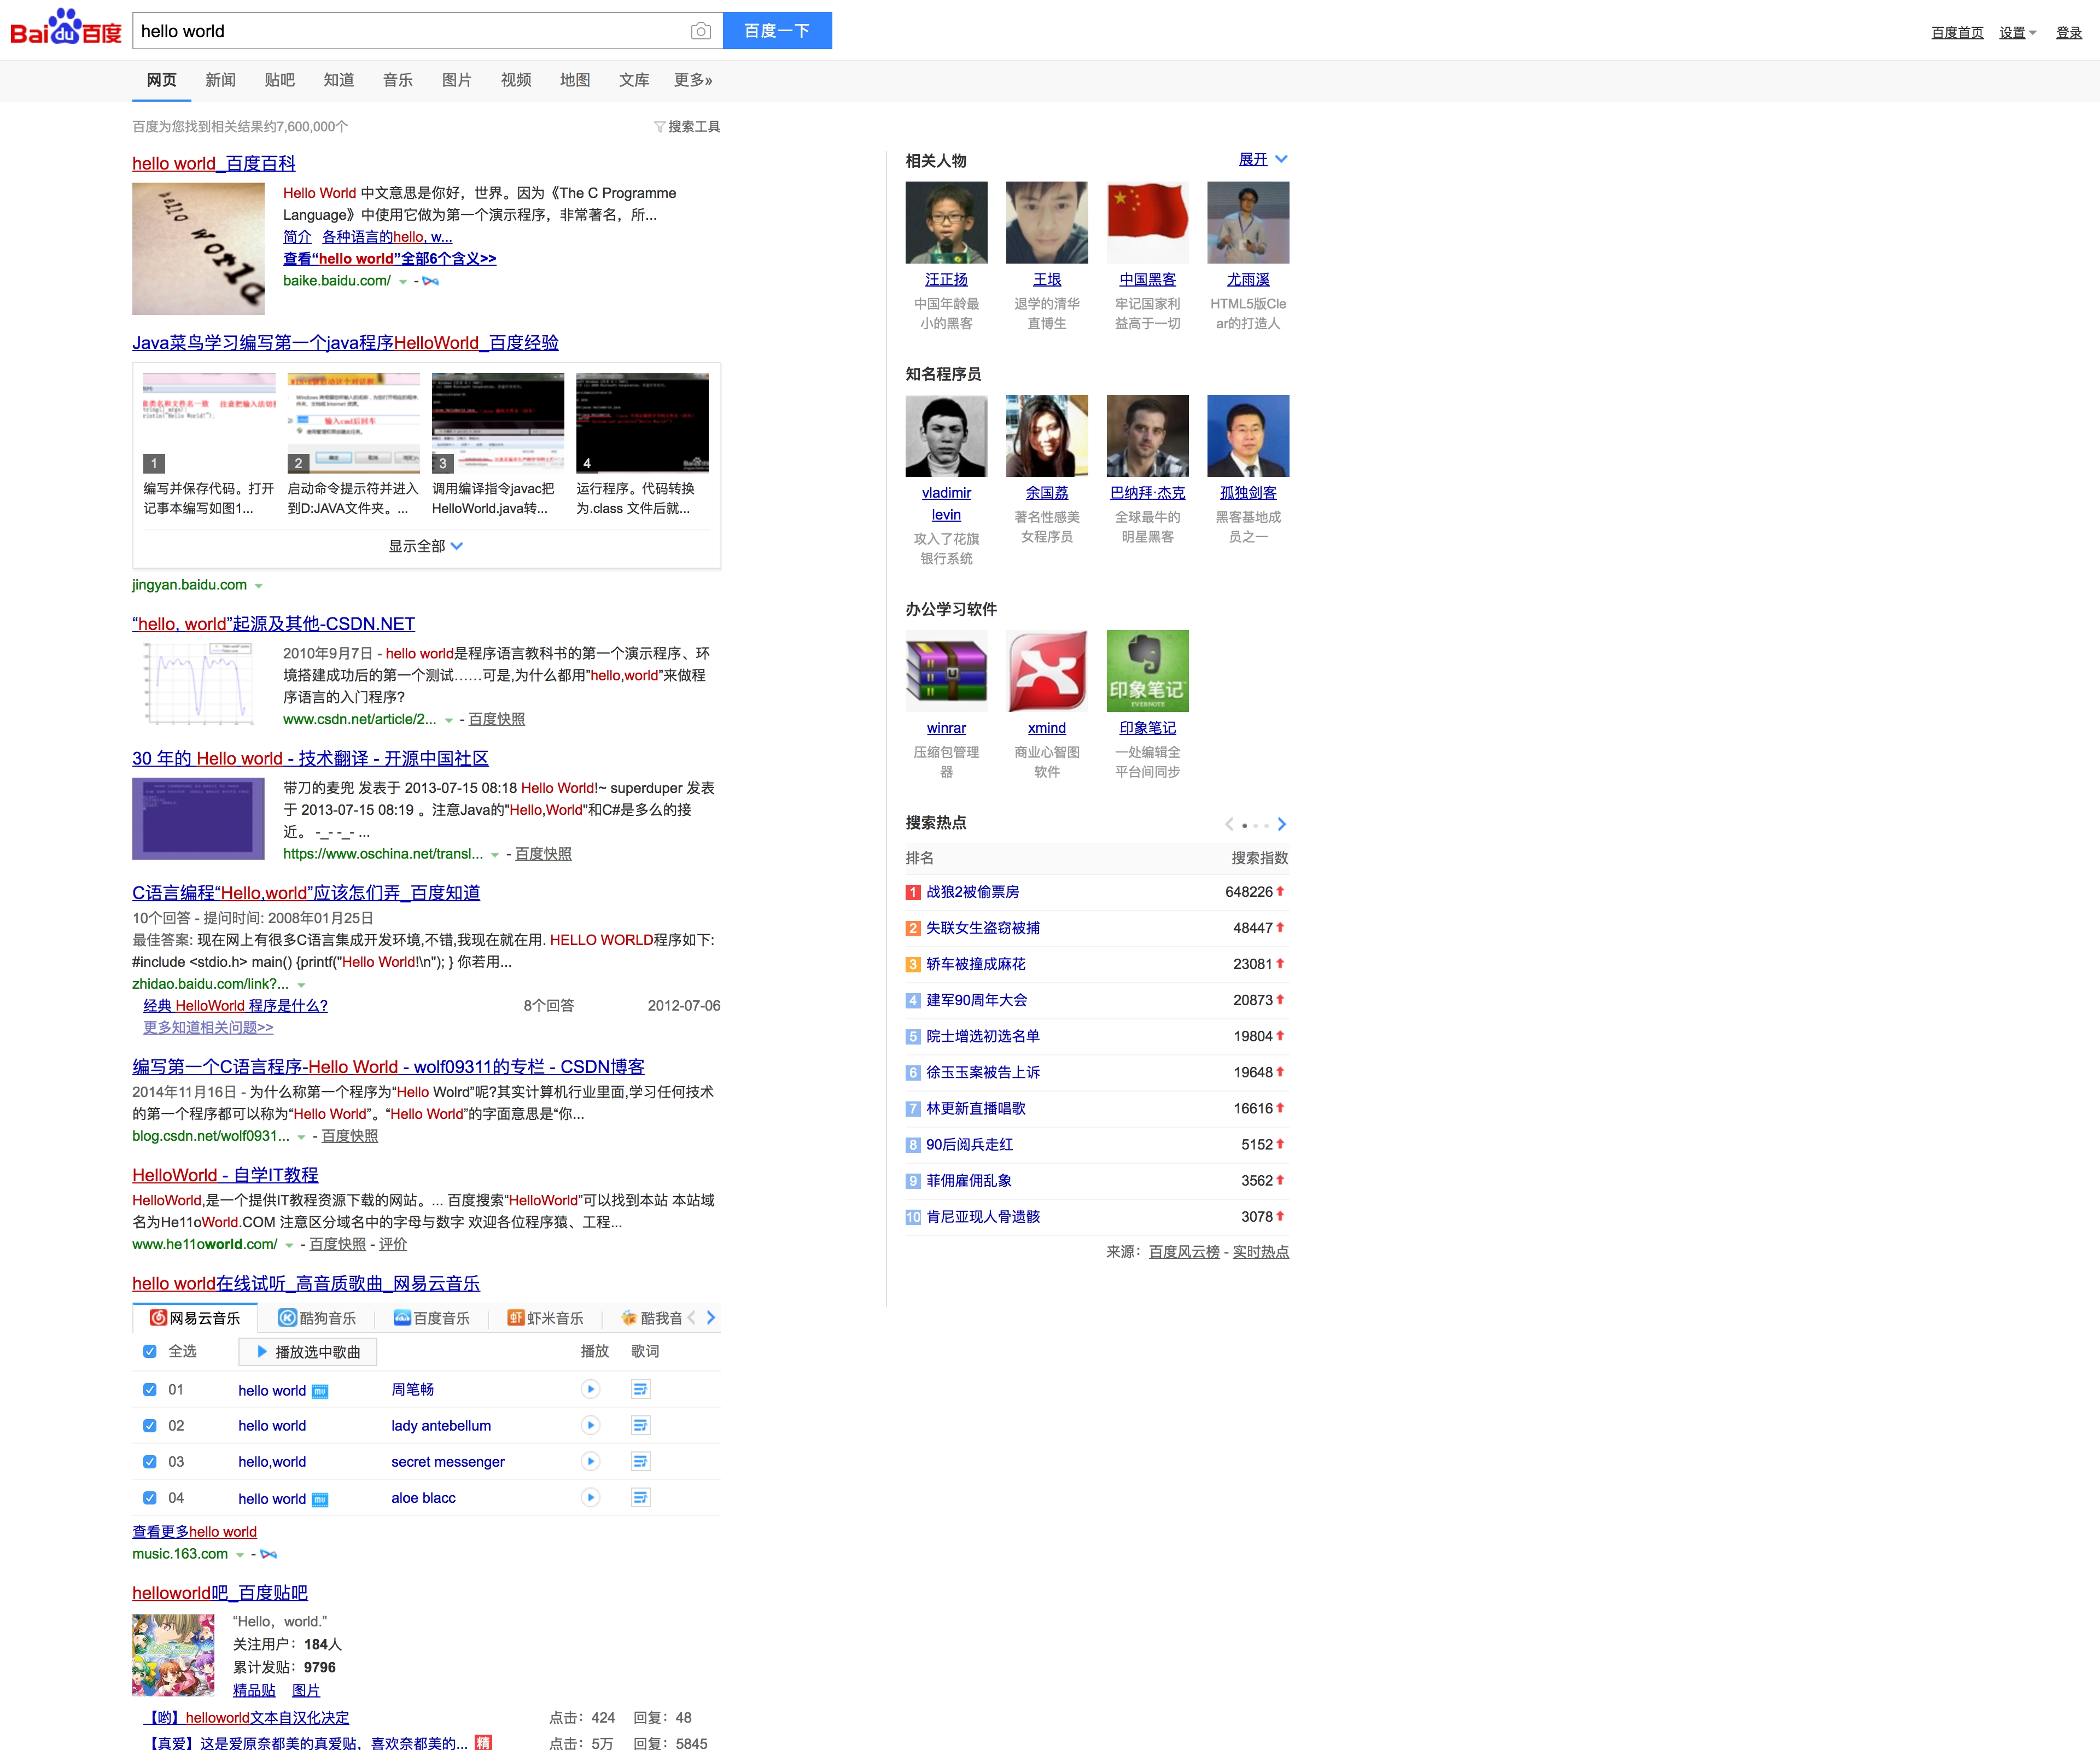 Bai du 百度
hello world
百度一下
百度首页 设置 登录
网页 新闻 贴吧 知道 音乐 图片 视频 地图 文库 更多»
百度为您找到相关结果约7,600,000个
搜索工具
hello world_百度百科
hello world
Hello World 中文意思是你好，世界。因为《The C Programme
Language》中使用它做为第一个演示程序，非常著名，所...
简介 各种语言的hello, w...
查看“hello world”全部6个含义>>
baike.baidu.com/ -
Java菜鸟学习编写第一个java程序HelloWorld_百度经验
1 2 3 4
编写并保存代码。打开
记事本编写如图1...
启动命令提示符并进入
到D:JAVA文件夹。...
调用编译指令javac把
HelloWorld.java转...
运行程序。代码转换
为.class 文件后就...
显示全部
jingyan.baidu.com
“hello, world”起源及其他-CSDN.NET
2010年9月7日 - hello world是程序语言教科书的第一个演示程序、环
境搭建成功后的第一个测试……可是,为什么都用”hello,world”来做程
序语言的入门程序?
www.csdn.net/article/2... - 百度快照
30 年的 Hello world - 技术翻译 - 开源中国社区
带刀的麦兜 发表于 2013-07-15 08:18 Hello World!~ superduper 发表
于 2013-07-15 08:19 。注意Java的"Hello,World"和C#是多么的接
近。 -_- -_- ...
https://www.oschina.net/transl... - 百度快照
C语言编程“Hello,world”应该怎们弄_百度知道
10个回答 - 提问时间: 2008年01月25日
最佳答案: 现在网上有很多C语言集成开发环境,不错,我现在就在用. HELLO WORLD程序如下:
#include <stdio.h> main() {printf("Hello World!\n"); } 你若用...
zhidao.baidu.com/link?...
经典 HelloWorld 程序是什么? 8个回答 2012-07-06
更多知道相关问题>>
编写第一个C语言程序-Hello World - wolf09311的专栏 - CSDN博客
2014年11月16日 - 为什么称第一个程序为“Hello Wolrd”呢?其实计算机行业里面,学习任何技术
的第一个程序都可以称为“Hello World”。“Hello World”的字面意思是“你...
blog.csdn.net/wolf0931... - 百度快照
HelloWorld - 自学IT教程
HelloWorld,是一个提供IT教程资源下载的网站。... 百度搜索“HelloWorld”可以找到本站 本站域
名为He11oWorld.COM 注意区分域名中的字母与数字 欢迎各位程序猿、工程...
www.he11oworld.com/ - 百度快照 - 评价
hello world在线试听_高音质歌曲_网易云音乐
网易云音乐 酷狗音乐 百度音乐 虾米音乐 酷我音
全选 播放选中歌曲 播放 歌词
01 hello world 周笔畅
02 hello world lady antebellum
03 hello,world secret messenger
04 hello world aloe blacc
查看更多hello world
music.163.com -
helloworld吧_百度贴吧
“Hello，world.”
关注用户：184人
累计发贴：9796
精品贴 图片
【哟】helloworld文本自汉化决定 点击：424 回复：48
【真爱】这是爱原奈都美的真爱贴，喜欢奈都美的... 精 点击：5万 回复：5845
相关人物 展开
汪正扬
中国年龄最
小的黑客
王垠
退学的清华
直博生
中国黑客
牢记国家利
益高于一切
尤雨溪
HTML5版Cle
ar的打造人
知名程序员
vladimir
levin
攻入了花旗
银行系统
余国荔
著名性感美
女程序员
巴纳拜·杰克
全球最牛的
明星黑客
孤独剑客
黑客基地成
员之一
办公学习软件
winrar
压缩包管理
器
xmind
商业心智图
软件
印象笔记
EVERNOTE
印象笔记
一处编辑全
平台间同步
搜索热点
排名 搜索指数
1 战狼2被偷票房 648226
2 失联女生盗窃被捕 48447
3 轿车被撞成麻花 23081
4 建军90周年大会 20873
5 院士增选初选名单 19804
6 徐玉玉案被告上诉 19648
7 林更新直播唱歌 16616
8 90后阅兵走红 5152
9 菲佣雇佣乱象 3562
10 肯尼亚现人骨遗骸 3078
来源：百度风云榜 - 实时热点